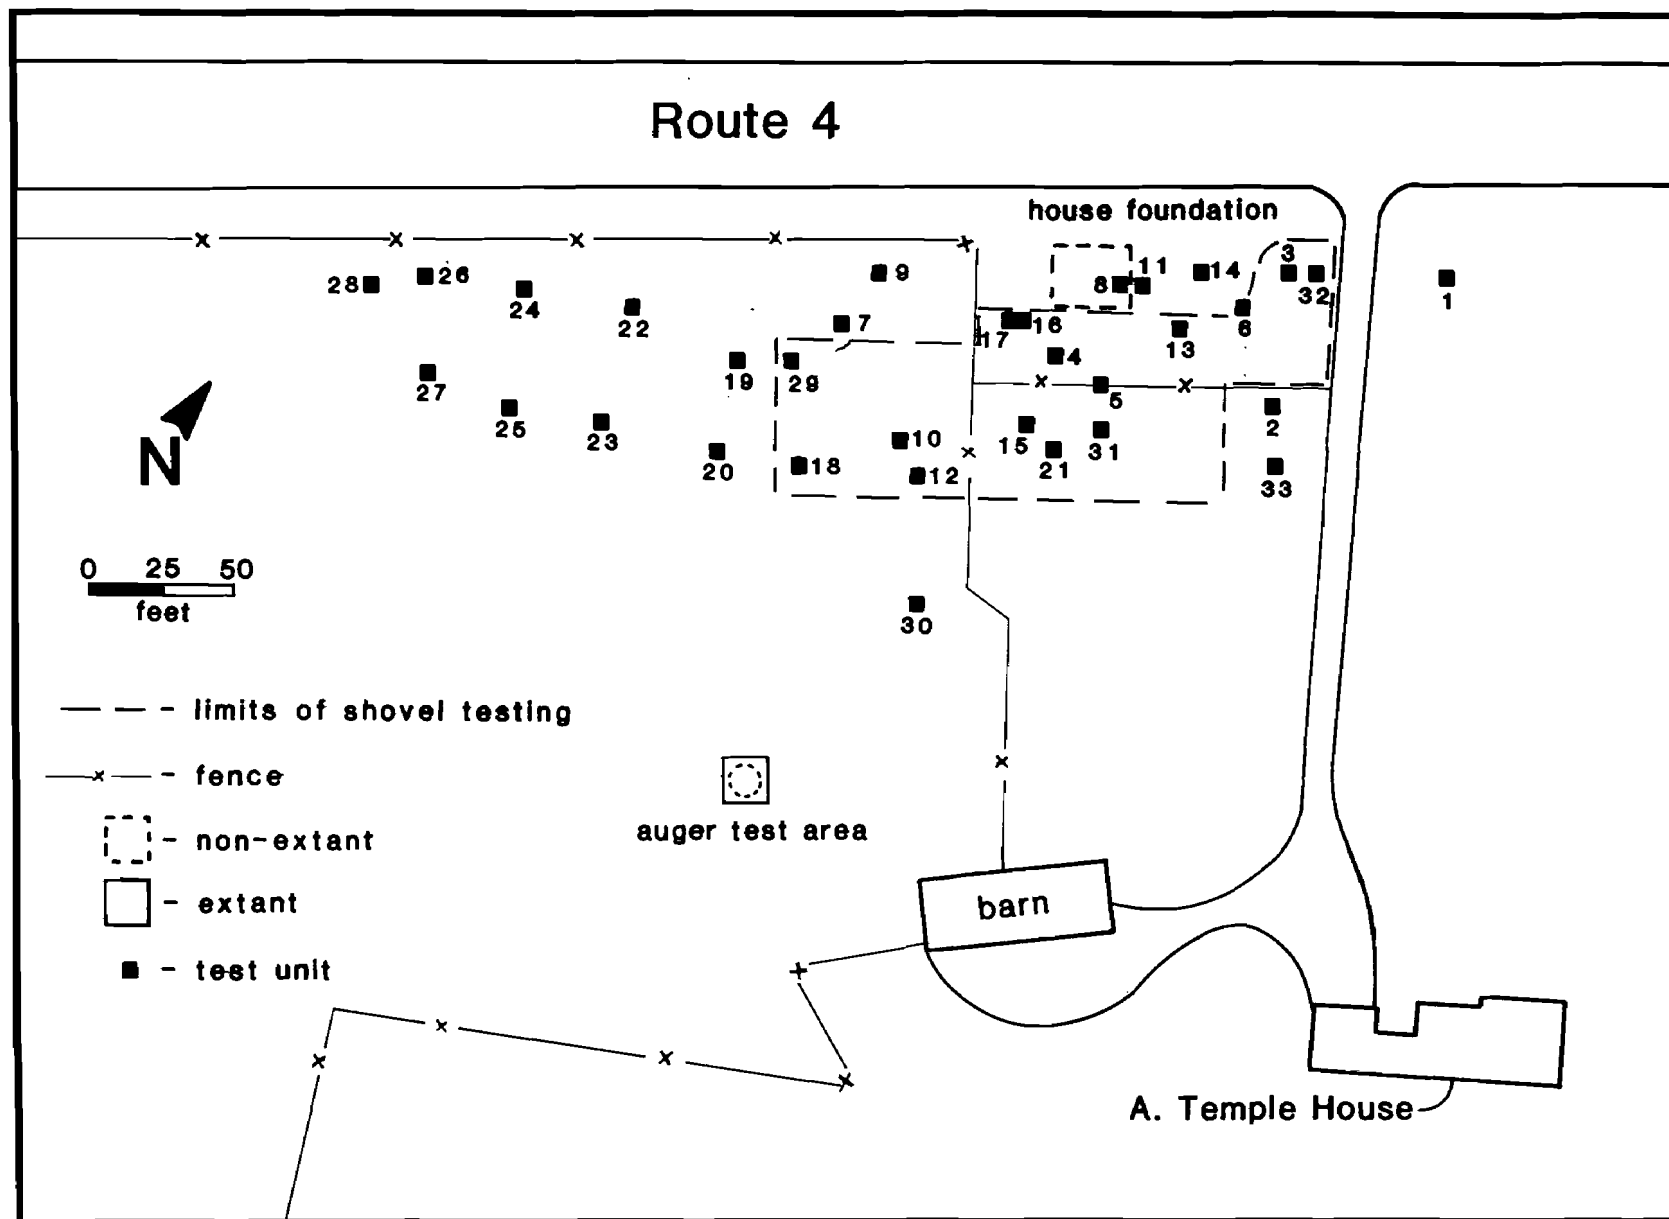 Route 4
house foundation
28
26
24
22
9
7
8
11
14
3
32
1
17
16
6
13
4
19
29
27
5
25
23
20
10
15
31
2
18
12
21
33
N
0 25 50
feet
30
limits of shovel testing
x - fence
non-extant
auger test area
extant
barn
test unit
A. Temple House